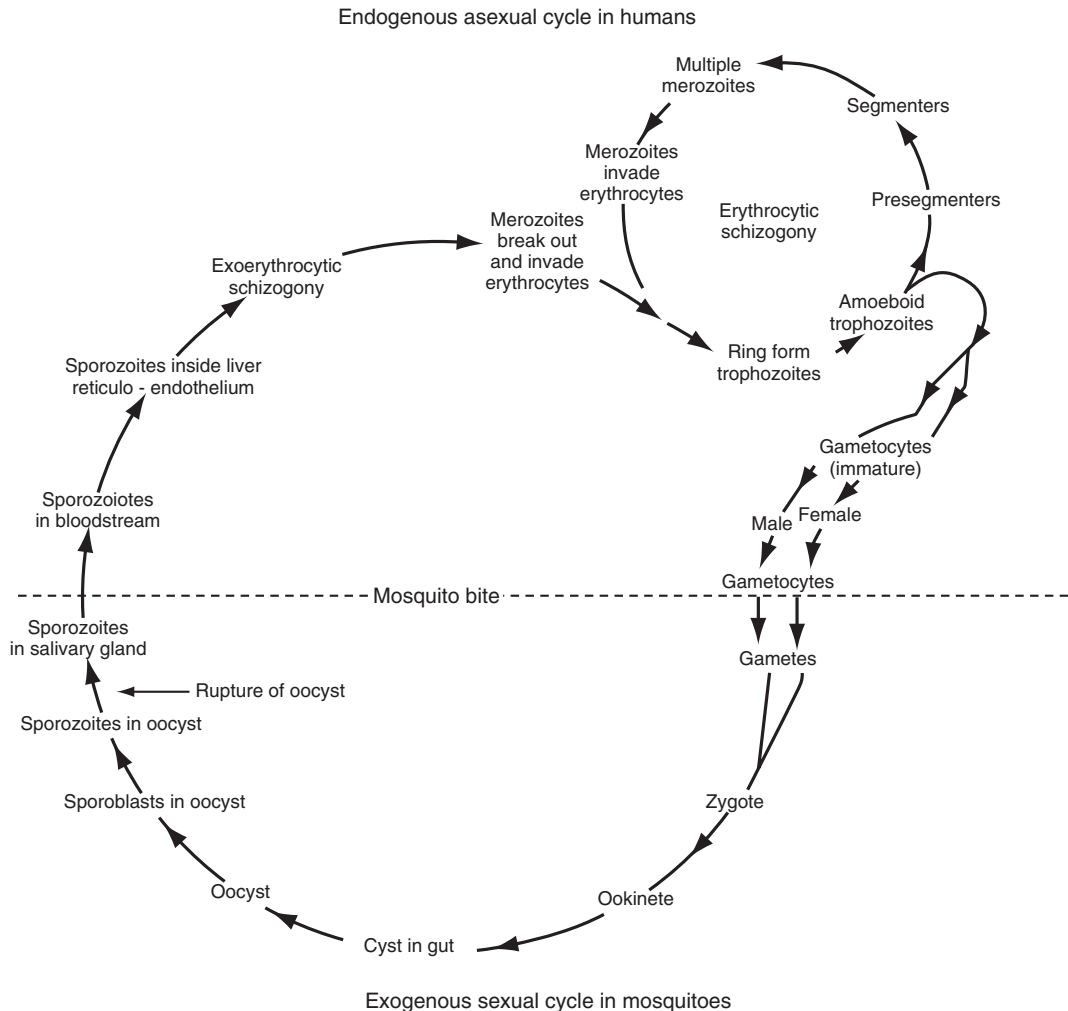 Endogenous asexual cycle in humans
Multiple
merozoites
Segmenters
Merozoites
invade
erythrocytes
Presegmenters
Erythrocytic
schizogony
Merozoites
break out
and invade
erythrocytes
Exoerythrocytic
schizogony
Amoeboid
trophozoites
Ring form
trophozoites
Sporozoites inside liver
reticulo - endothelium
Gametocytes
(immature)
Sporozoiotes
in bloodstream
Male
Female
Gametocytes
Mosquito bite
Sporozoites
in salivary gland
Gametes
Rupture of oocyst
Sporozoites in oocyst
Sporoblasts in oocyst
Zygote
Oocyst
Ookinete
Cyst in gut
Exogenous sexual cycle in mosquitoes